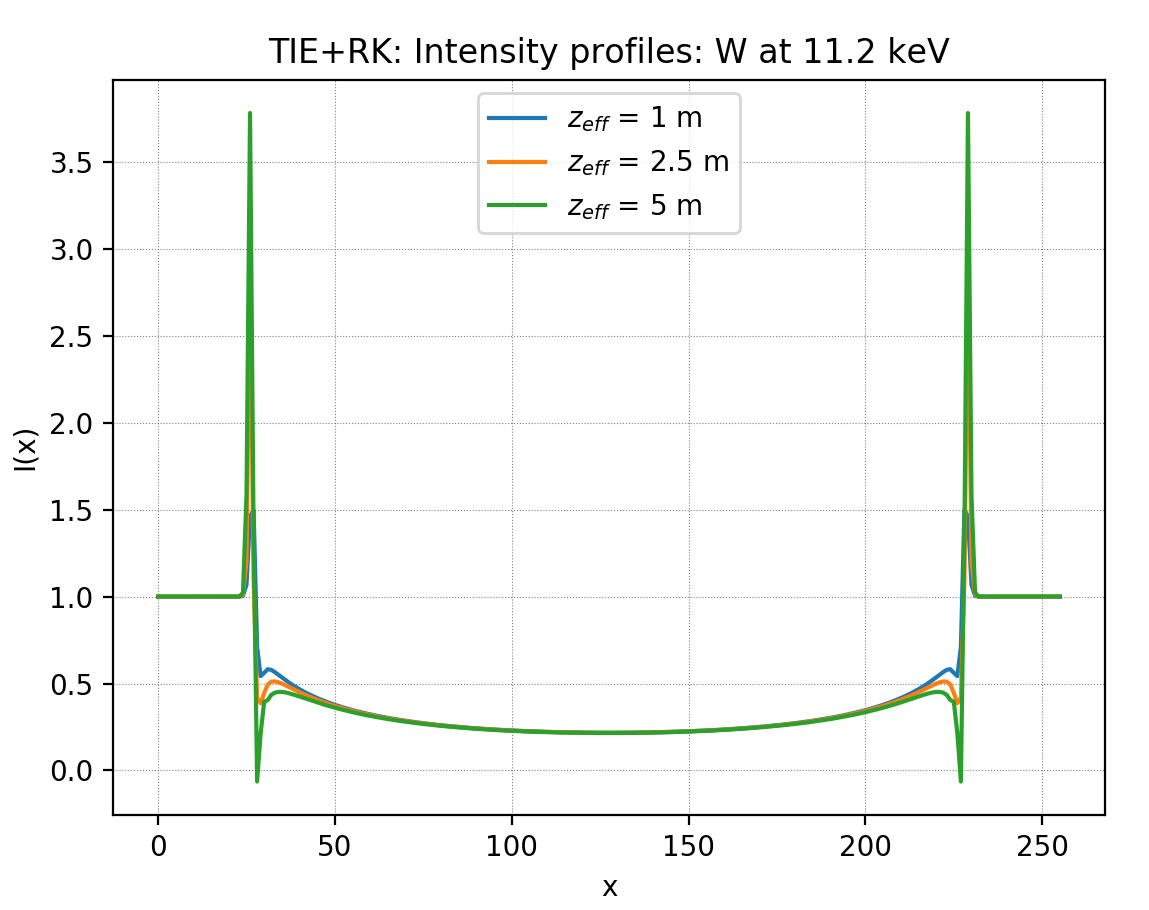 TIE+RK: Intensity profiles: W at 11.2 keV
z_eff = 1 m
z_eff = 2.5 m
z_eff = 5 m
I(x)
3.5
3.0
2.5
2.0
1.5
1.0
0.5
0.0
0 50 100 150 200 250
x